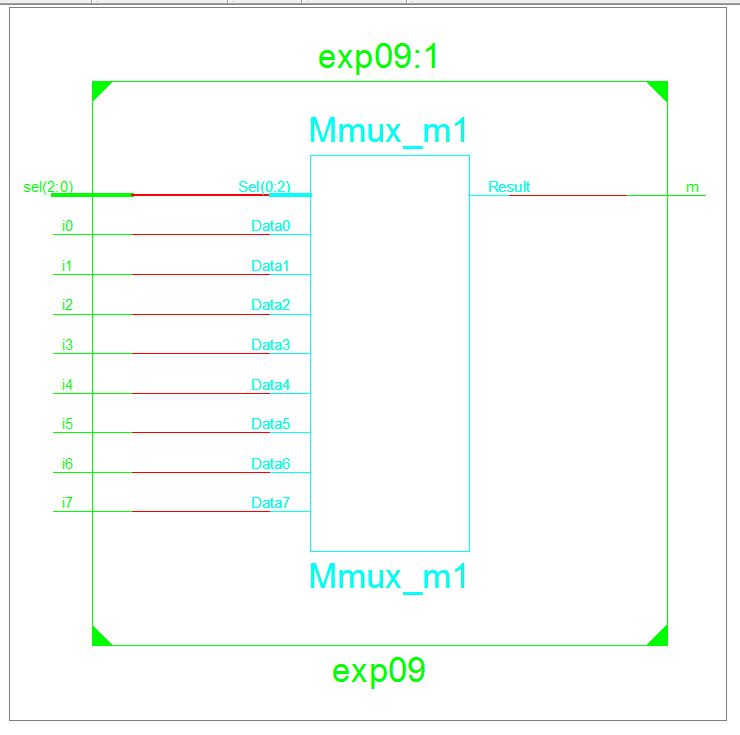 exp09:1
Mmux_m1
sel(2:0) Sel(0:2) Result m
i0 Data0
i1 Data1
i2 Data2
i3 Data3
i4 Data4
i5 Data5
i6 Data6
i7 Data7
Mmux_m1
exp09